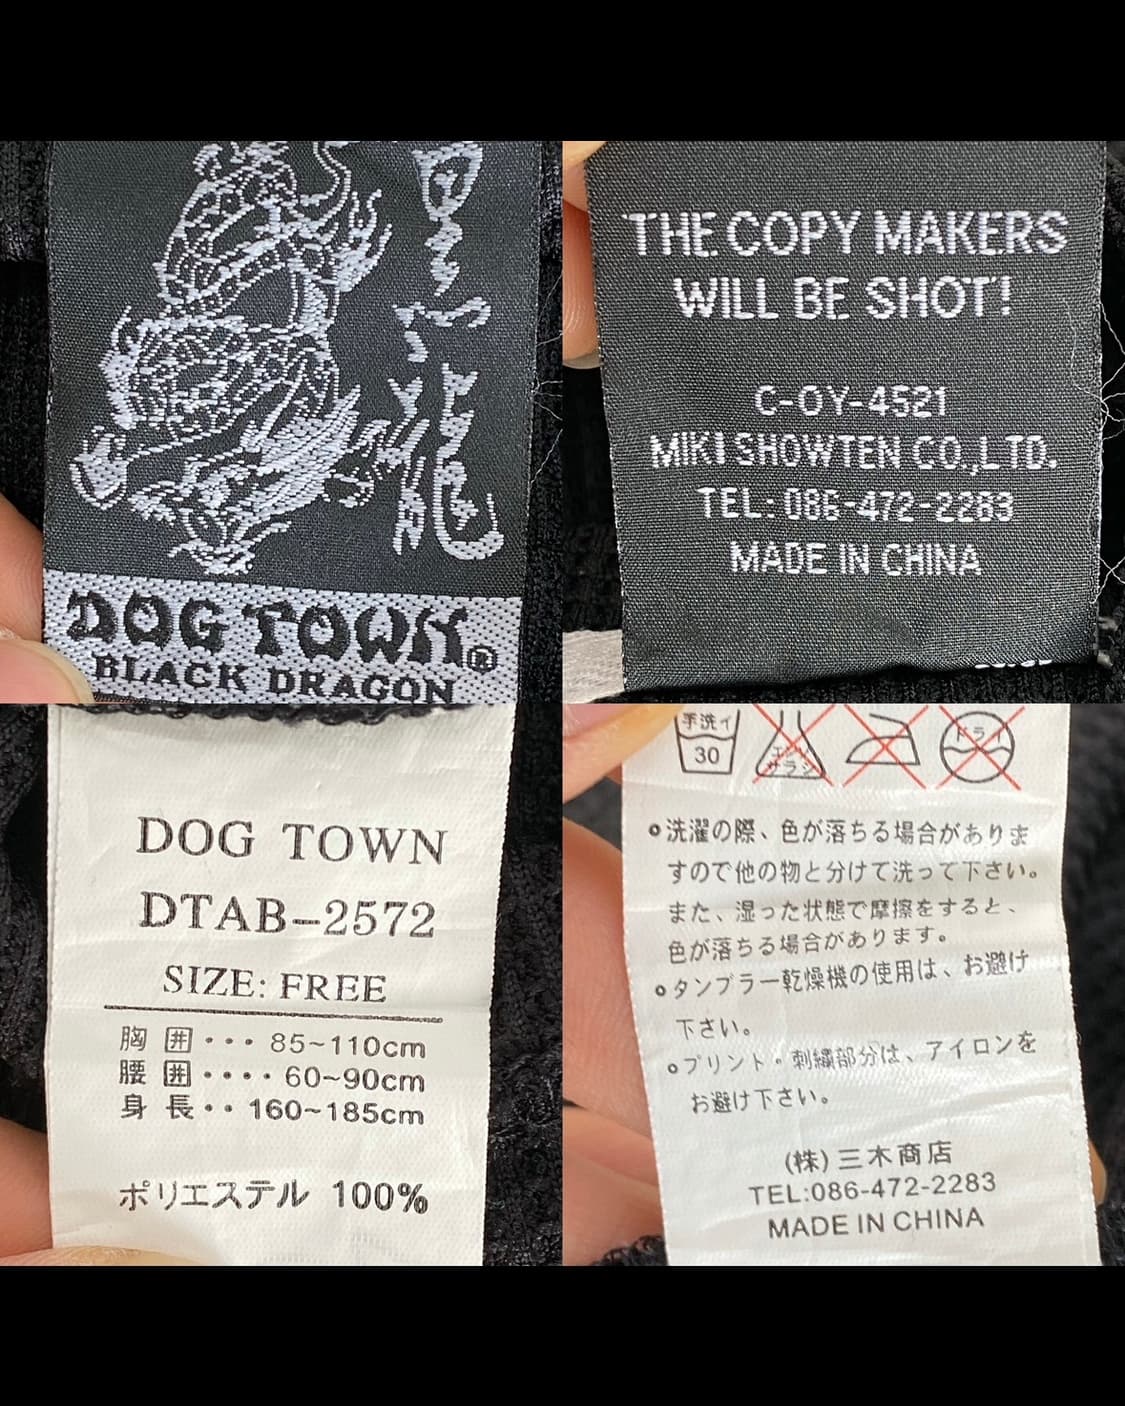 黒龍
DOG TOWN®
BLACK DRAGON
THE COPY MAKERS
WILL BE SHOT!
C-OY-4521
MIKI SHOWTEN CO.,LTD.
TEL: 086-472-2283
MADE IN CHINA
DOG TOWN
DTAB-2572
SIZE: FREE
胸 囲・・・85~110cm
腰 囲・・・・60~90cm
身 長・・160~185cm
ポリエステル 100%
手洗イ
30
エンソ
サラシ
ドライ
洗濯の際、色が落ちる場合がありま
すので他の物と分けて洗って下さい。
また、湿った状態で摩擦をすると、
色が落ちる場合があります。
タンブラー乾燥機の使用は、お避け
下さい。
プリント・刺繍部分は、アイロンを
お避け下さい。
(株)三木商店
TEL:086-472-2283
MADE IN CHINA